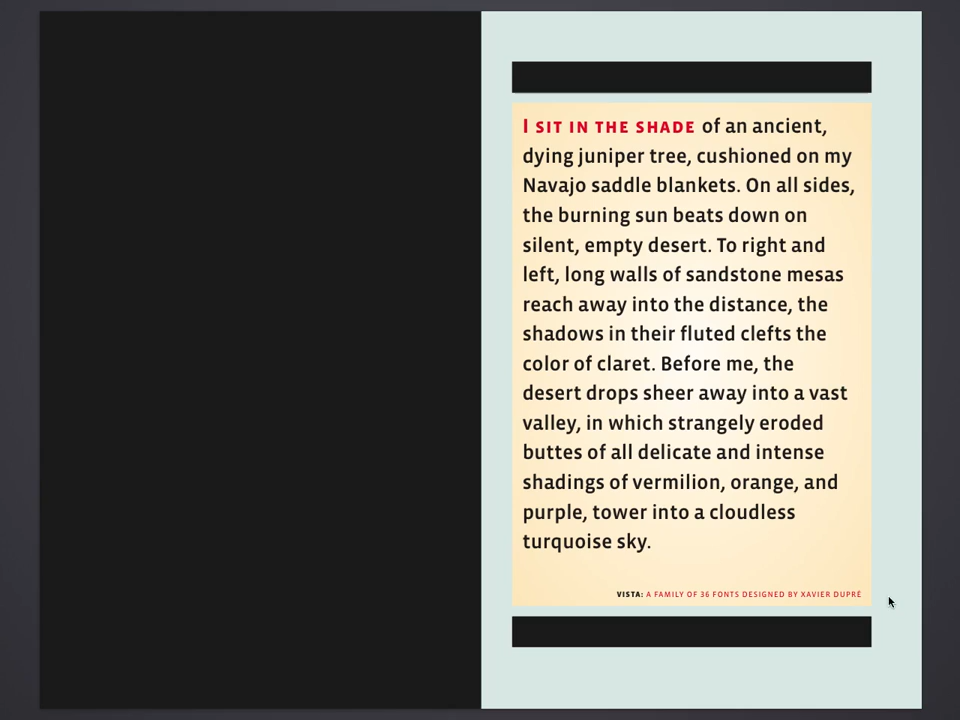 I SIT IN THE SHADE of an ancient,
dying juniper tree, cushioned on my
Navajo saddle blankets. On all sides,
the burning sun beats down on
silent, empty desert. To right and
left, long walls of sandstone mesas
reach away into the distance, the
shadows in their fluted clefts the
color of claret. Before me, the
desert drops sheer away into a vast
valley, in which strangely eroded
buttes of all delicate and intense
shadings of vermilion, orange, and
purple, tower into a cloudless
turquoise sky.
VISTA: A FAMILY OF 36 FONTS DESIGNED BY XAVIER DUPRÉ